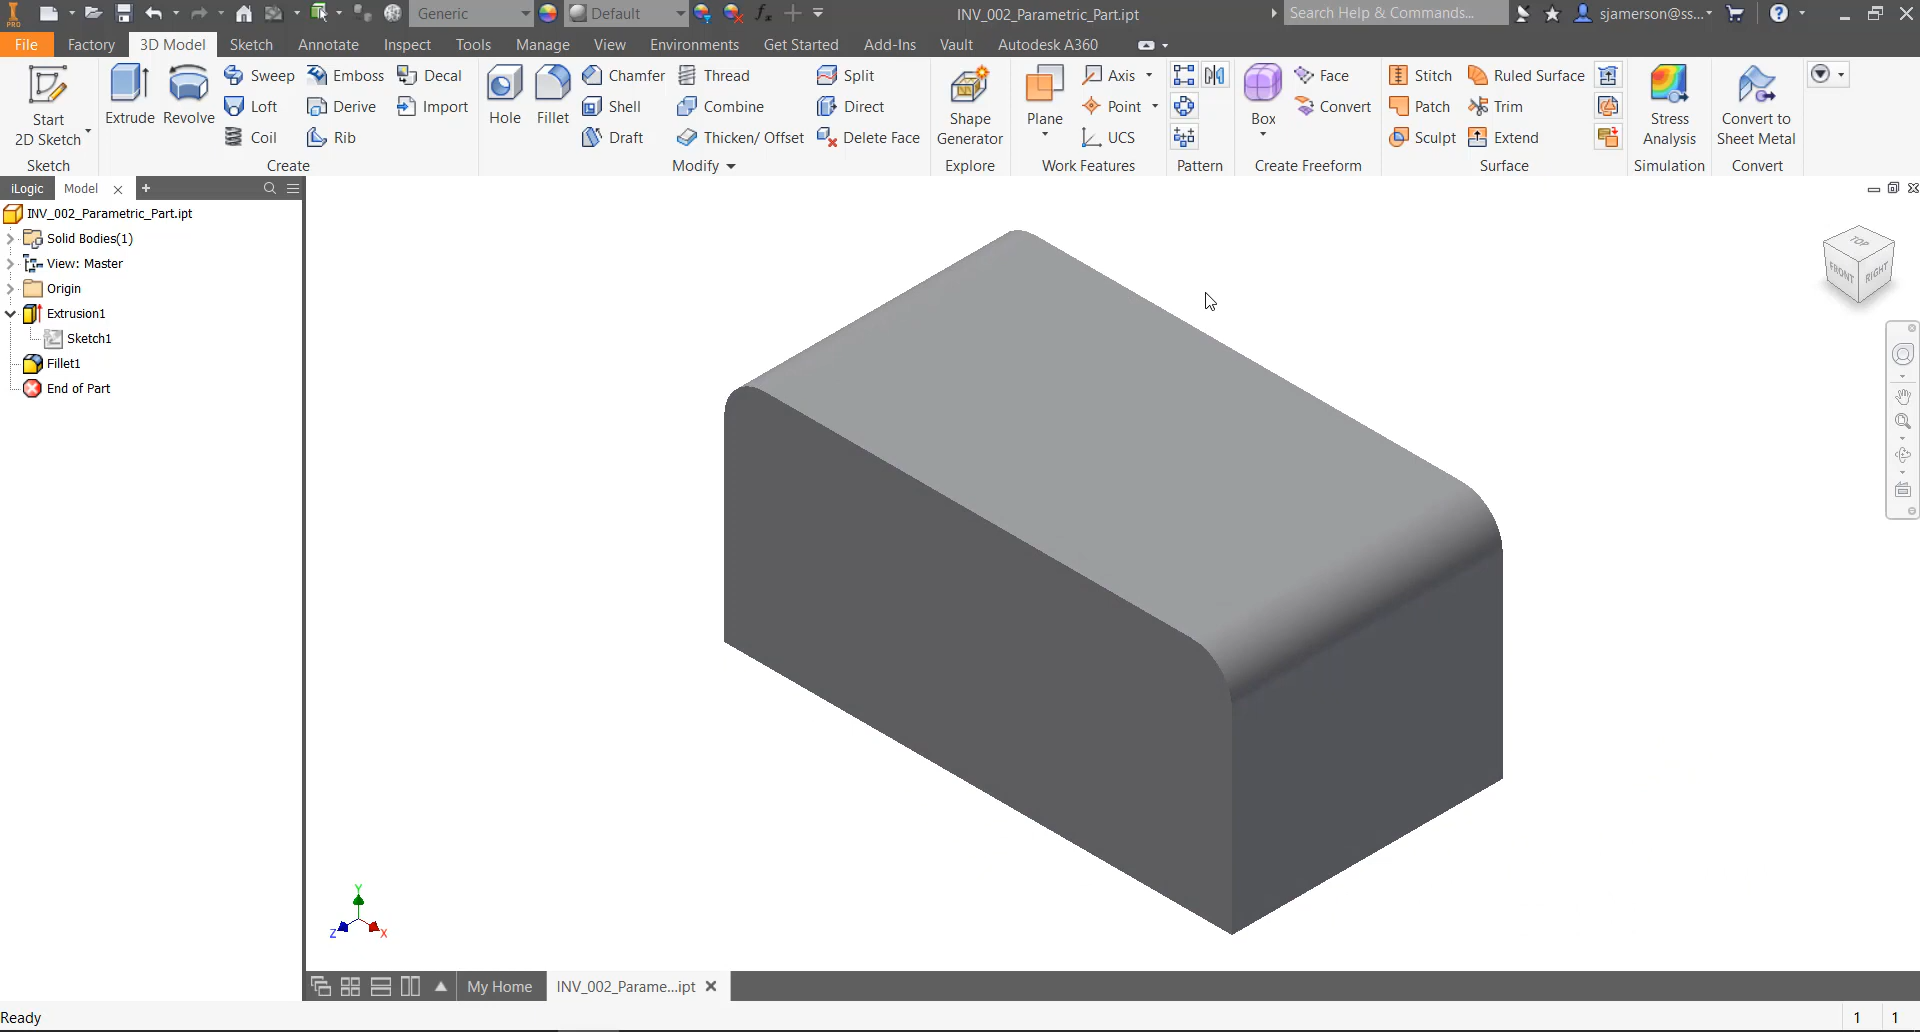 PRO Generic Default fx INV_002_Parametric_Part.ipt Search Help & Commands... sjamerson@ss...
File Factory 3D Model Sketch Annotate Inspect Tools Manage View Environments Get Started Add-Ins Vault Autodesk A360
Start
2D Sketch
Sketch
Extrude Revolve Sweep Emboss Decal
Loft Derive Import
Coil Rib
Create
Hole Fillet Chamfer Thread Split
Shell Combine Direct
Draft Thicken/ Offset Delete Face
Modify
Shape
Generator
Explore
Plane Axis
Point
UCS
Work Features
Pattern
Box Face
Convert
Create Freeform
Stitch Ruled Surface
Patch Trim
Sculpt Extend
Surface
Stress
Analysis
Simulation
Convert to
Sheet Metal
Convert
iLogic Model
INV_002_Parametric_Part.ipt
Solid Bodies(1)
View: Master
Origin
Extrusion1
Sketch1
Fillet1
End of Part
TOP
FRONT RIGHT
Y
Z X
My Home INV_002_Parame...ipt
Ready 1 1